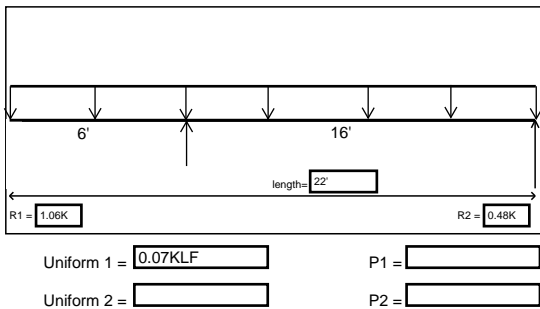 6' 16'
length= 22'
R1 = 1.06K R2 = 0.48K
Uniform 1 = 0.07KLF P1 =
Uniform 2 = P2 =